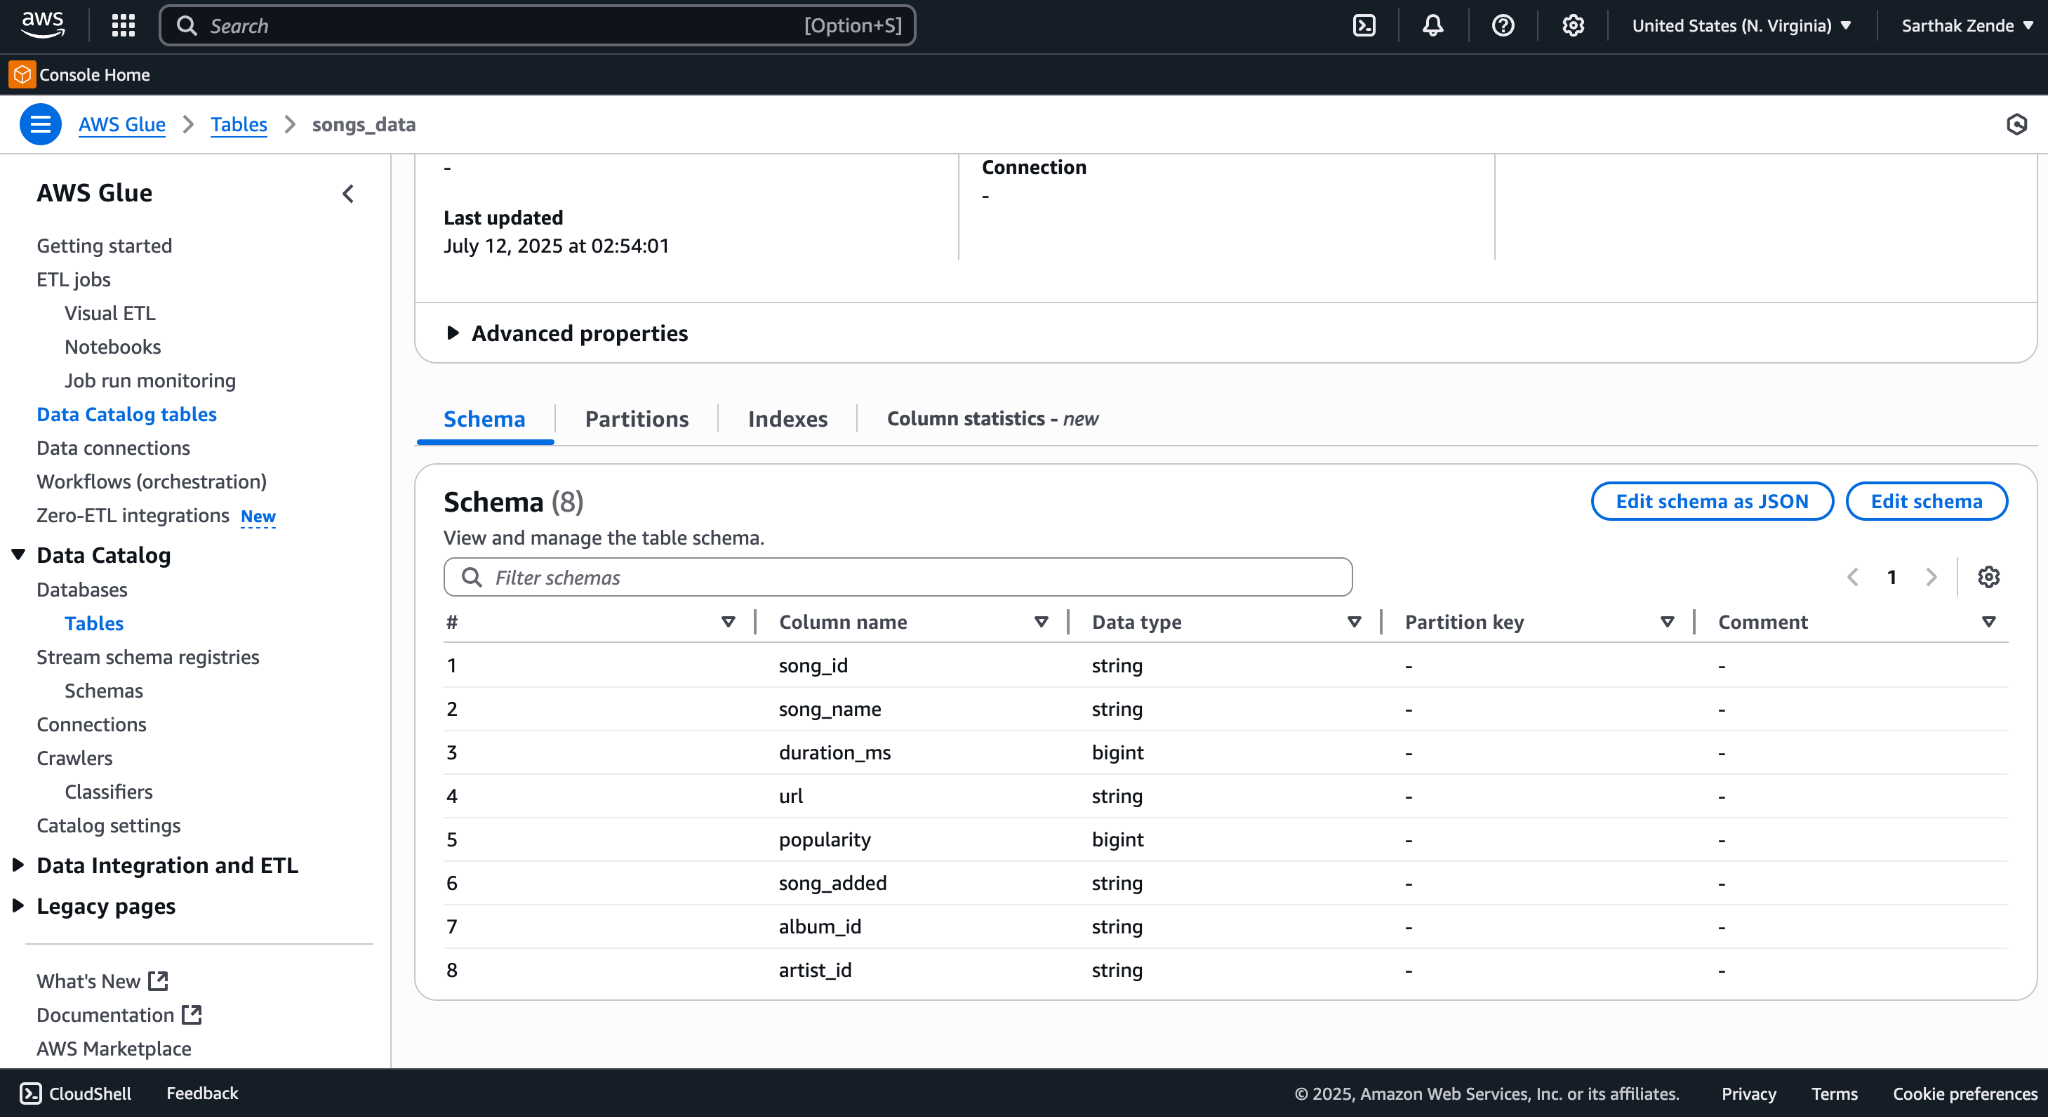 aws
Search [Option+S]
United States (N. Virginia)
Sarthak Zende
Console Home
AWS Glue
Tables
songs_data
AWS Glue
Getting started
ETL jobs
Visual ETL
Notebooks
Job run monitoring
Data Catalog tables
Data connections
Workflows (orchestration)
Zero-ETL integrations New
Data Catalog
Databases
Tables
Stream schema registries
Schemas
Connections
Crawlers
Classifiers
Catalog settings
Data Integration and ETL
Legacy pages
What's New
Documentation
AWS Marketplace
-
Last updated
July 12, 2025 at 02:54:01
Connection
-
Advanced properties
Schema
Partitions
Indexes
Column statistics - new
Schema (8)
View and manage the table schema.
Edit schema as JSON
Edit schema
Filter schemas
1
# Column name Data type Partition key Comment
1 song_id string - -
2 song_name string - -
3 duration_ms bigint - -
4 url string - -
5 popularity bigint - -
6 song_added string - -
7 album_id string - -
8 artist_id string - -
CloudShell
Feedback
© 2025, Amazon Web Services, Inc. or its affiliates.
Privacy
Terms
Cookie preferences